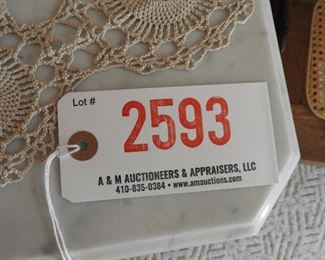 Lot #
2593
A & M AUCTIONEERS & APPRAISERS, LLC
410-835-0384 • www.amauctions.com